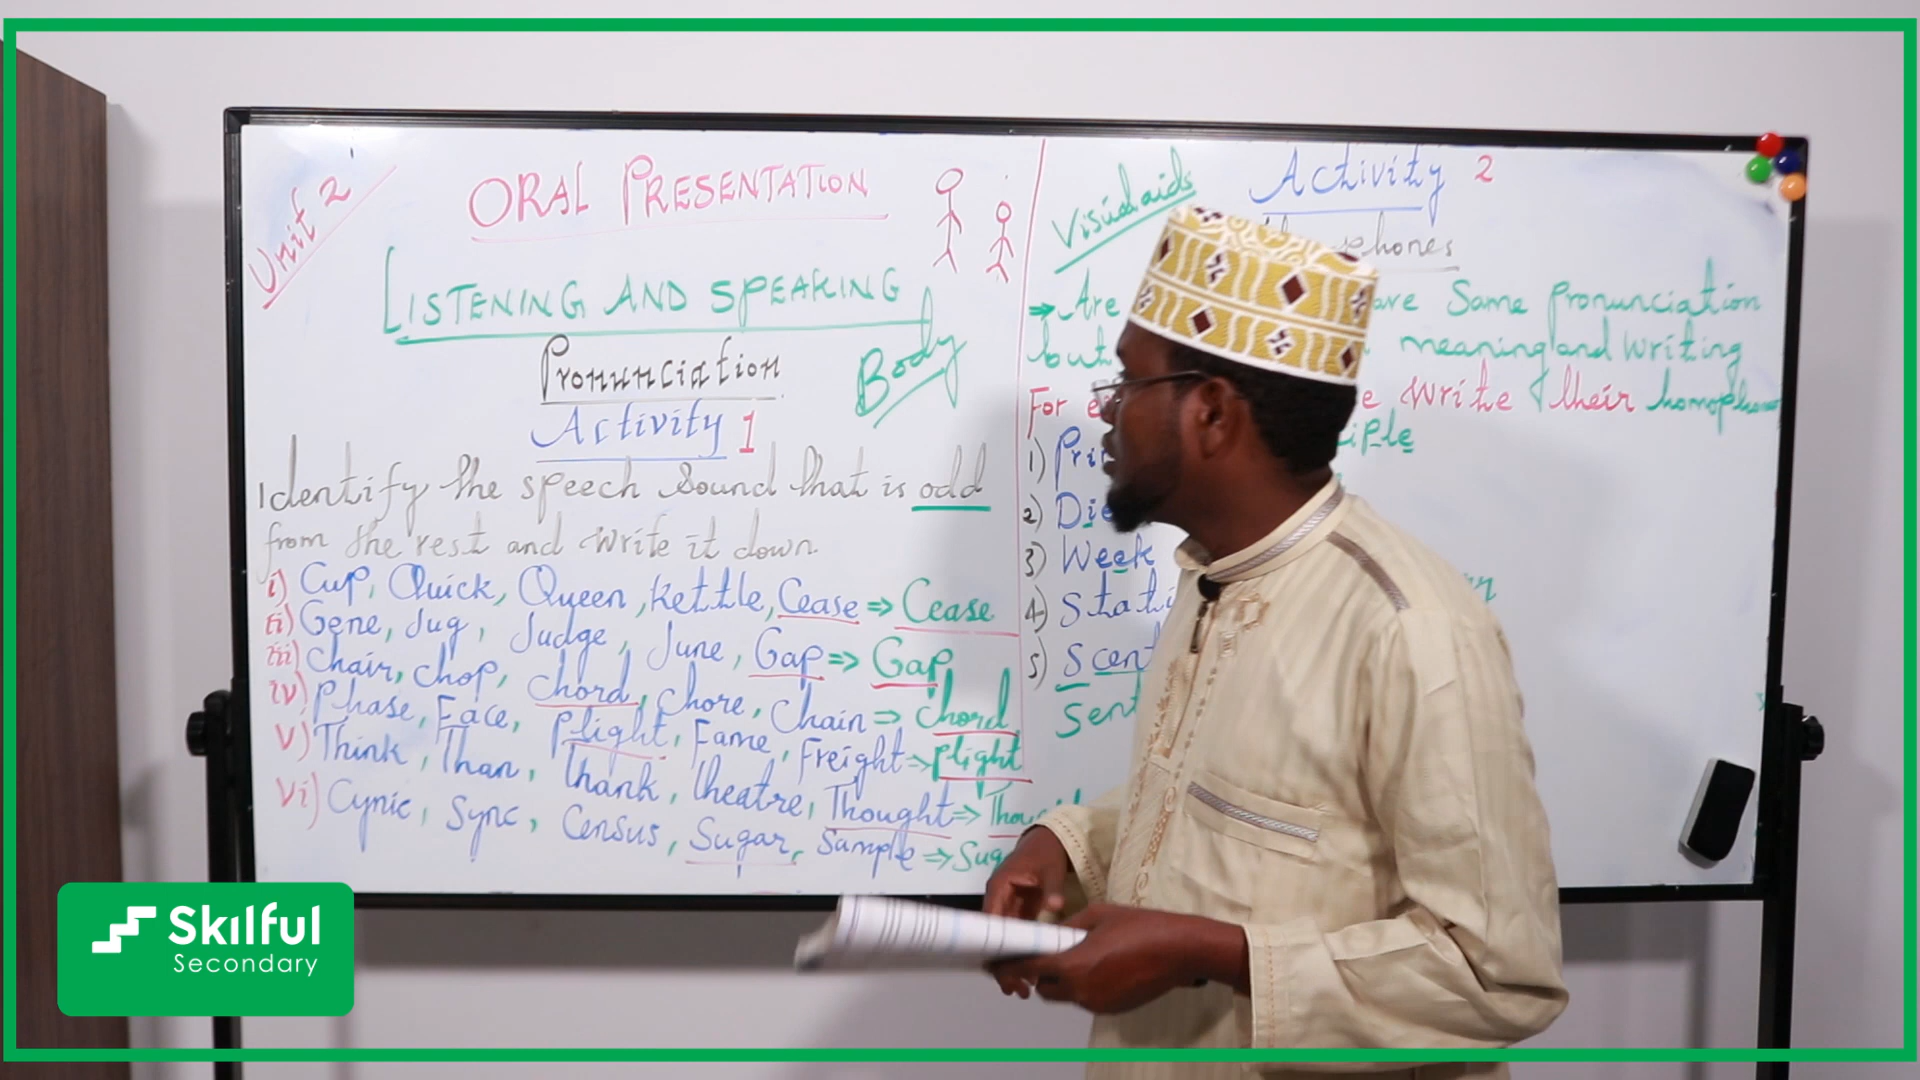 Unit 2
ORAL PRESENTATION
LISTENING AND SPEAKING
Pronunciation
Body
Activity 1
Identify the speech sound that is odd
from the rest and write it down
i) Cup, Quick, Queen, kettle, Cease => Cease
ii) Gene, Jug, Judge, June, Gap => Gap
iii) Chair, chop, chord, chore, chain => chord
iv) Phase, Face, Plight, Fame, Freight => plight
v) Think, Than, thank, theatre, Thought =>
vi) Cynic, sync, Census, Sugar, Sample =>
Visual aids
Activity 2
=> Are Same pronunciation
but meaning and writing
For write their
1)
2)
3) Week
4)
5) Scent
Skilful
Secondary